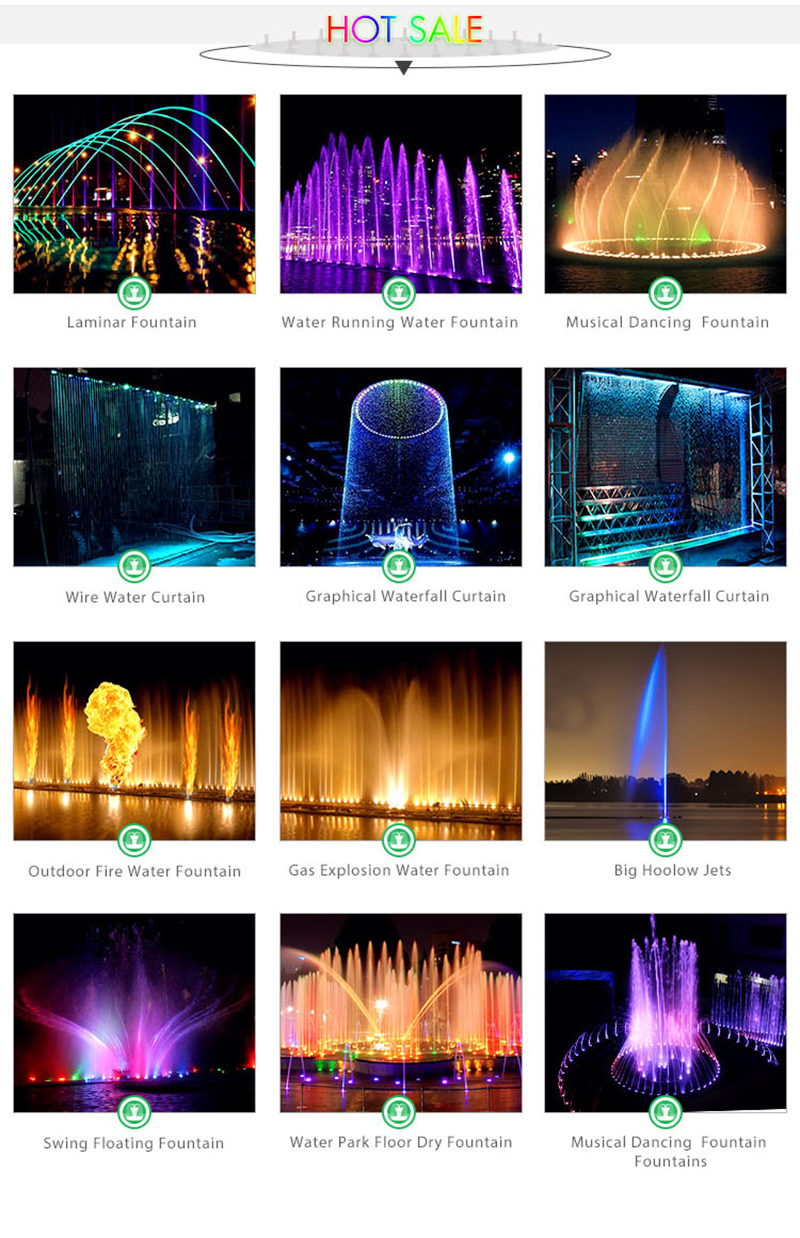 HOT SALE
Laminar Fountain
Water Running Water Fountain
Musical Dancing Fountain
Wire Water Curtain
Graphical Waterfall Curtain
Graphical Waterfall Curtain
Outdoor Fire Water Fountain
Gas Explosion Water Fountain
Big Hoolow Jets
Swing Floating Fountain
Water Park Floor Dry Fountain
Musical Dancing Fountain
Fountains